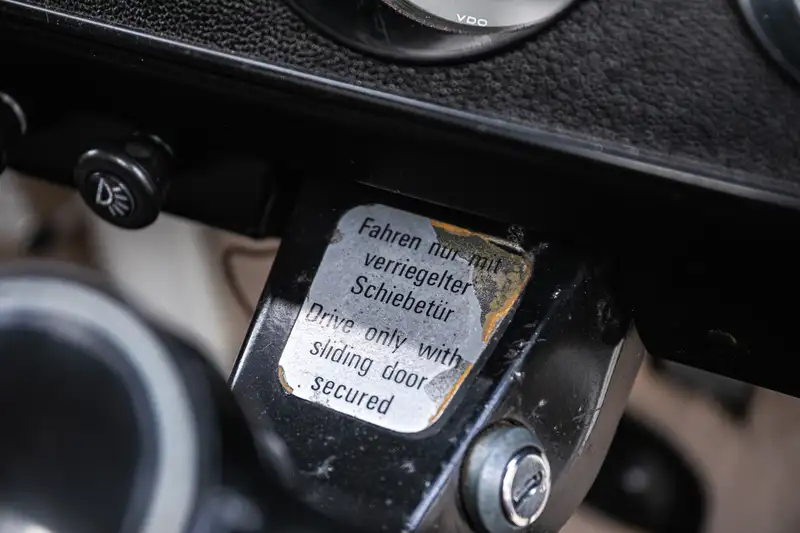 VDO
Fahren nur mit
verriegelter
Schiebetür
Drive only with
sliding door
secured